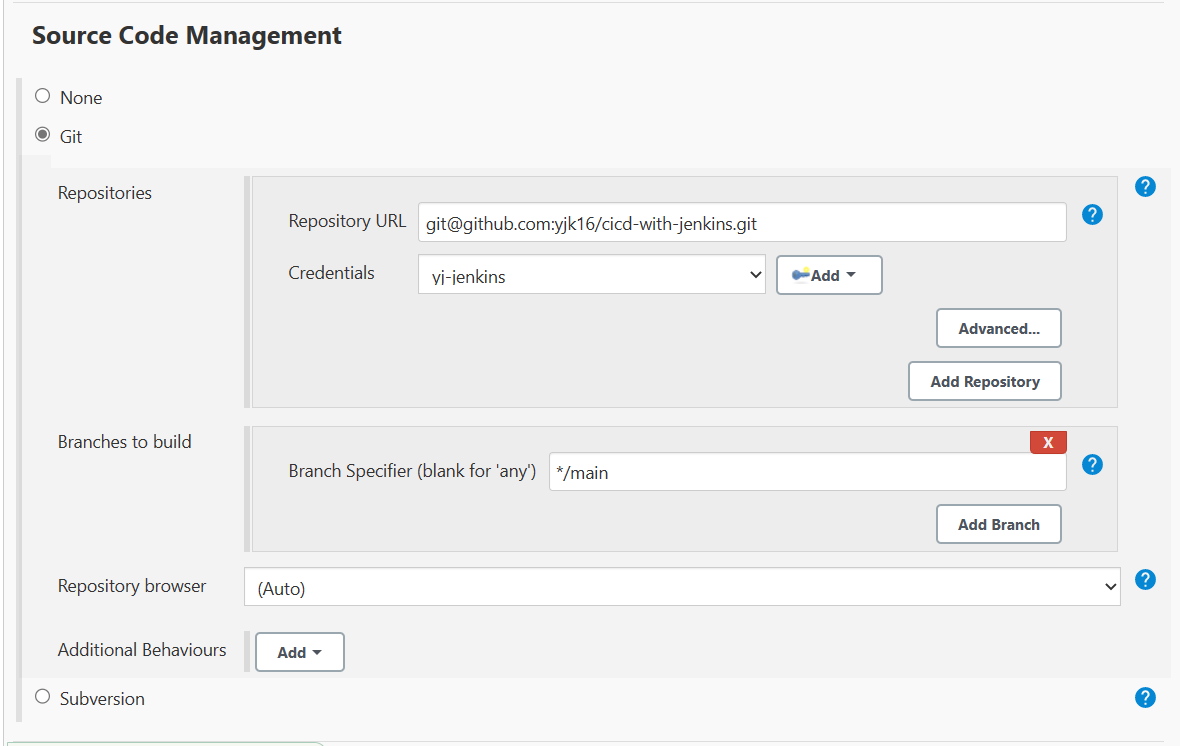 Source Code Management
None
Git
Repositories
Repository URL git@github.com:yjk16/cicd-with-jenkins.git
Credentials yj-jenkins Add
Advanced...
Add Repository
Branches to build
X
Branch Specifier (blank for 'any') */main
Add Branch
Repository browser (Auto)
Additional Behaviours Add
Subversion